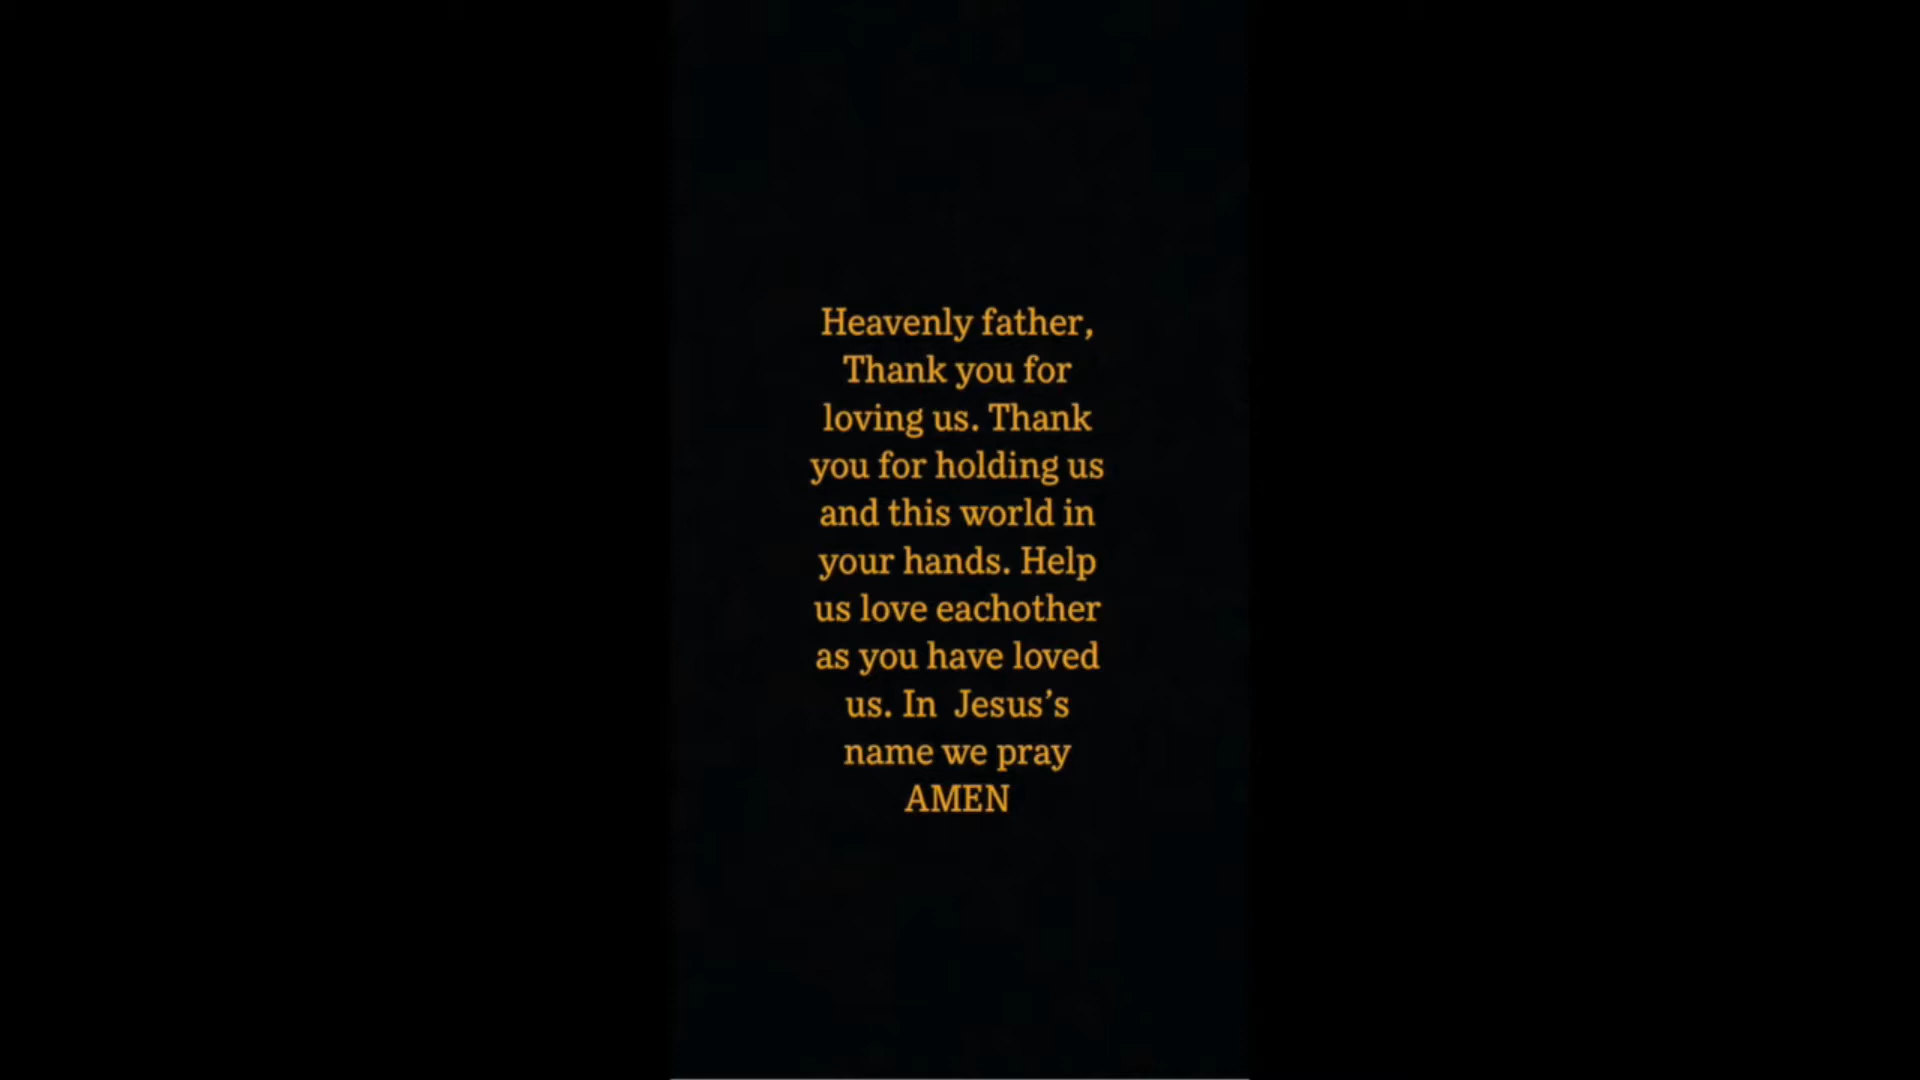 Heavenly father,
Thank you for
loving us. Thank
you for holding us
and this world in
your hands. Help
us love eachother
as you have loved
us. In  Jesus’s
name we pray
AMEN